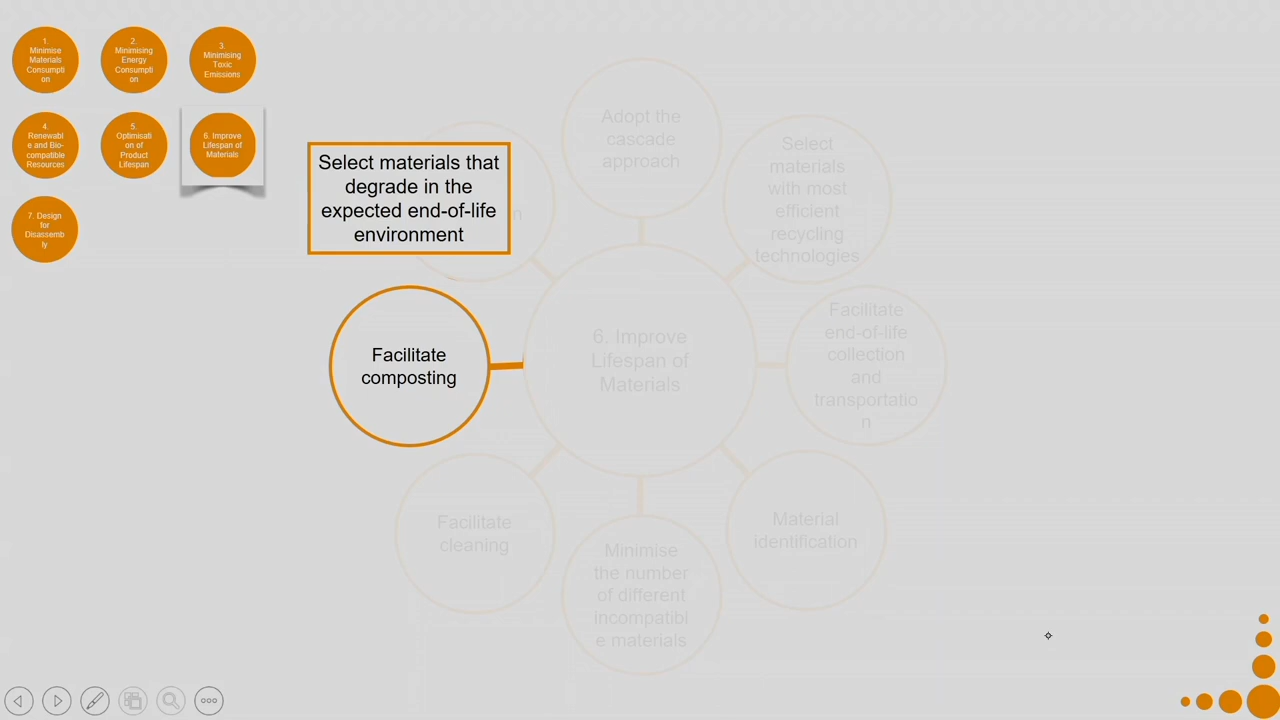 1.
Minimise
Materials
Consumpti
on
2.
Minimising
Energy
Consumpti
on
3.
Minimising
Toxic
Emissions
4.
Renewabl
e and Bio-
compatible
Resources
5.
Optimisati
on of
Product
Lifespan
6. Improve
Lifespan of
Materials
7. Design
for
Disassemb
ly
Select materials that
degrade in the
expected end-of-life
environment
Facilitate
composting
Adopt the
cascade
approach
Select
materials
with most
efficient
recycling
technologies
Facilitate
end-of-life
collection
and
transportatio
n
Material
identification
Minimise
the number
of different
incompatibl
e materials
Facilitate
cleaning
6. Improve
Lifespan of
Materials